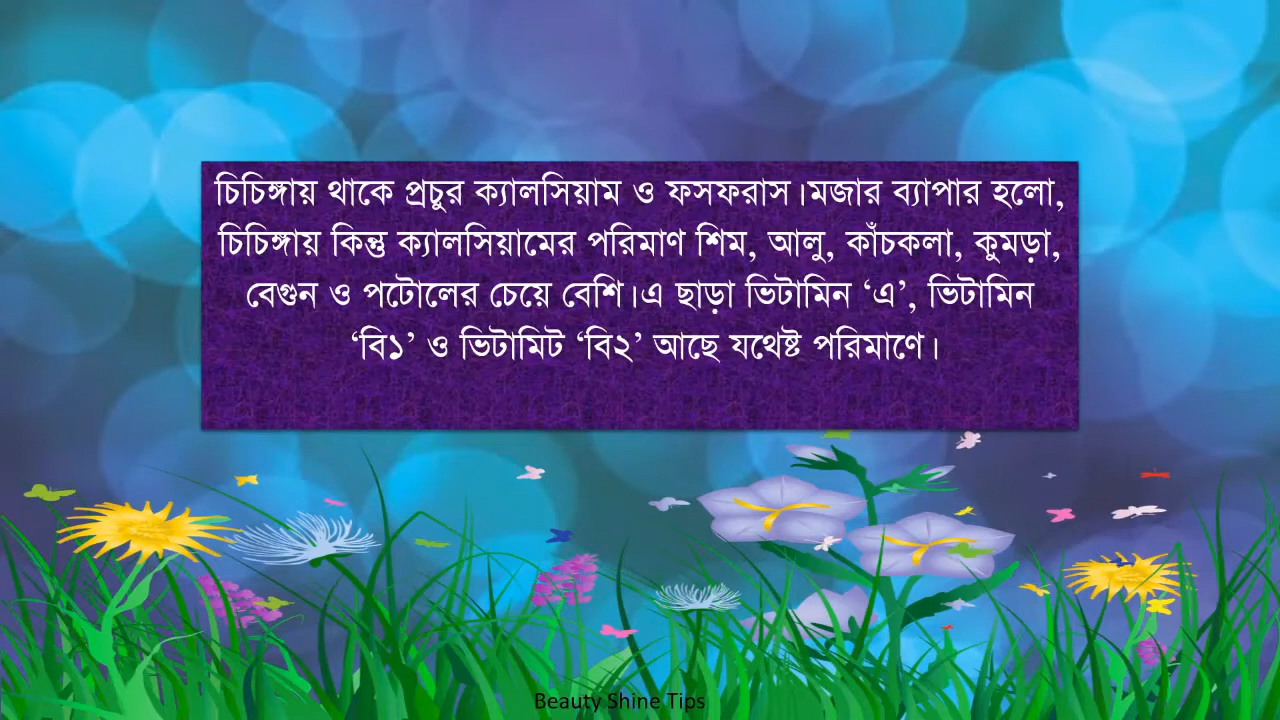 চিচিঙ্গায় থাকে প্রচুর ক্যালসিয়াম ও ফসফরাস।মজার ব্যাপার হলো,
চিচিঙ্গায় কিন্তু ক্যালসিয়ামের পরিমাণ শিম, আলু, কাঁচকলা, কুমড়া,
বেগুন ও পটোলের চেয়ে বেশি।এ ছাড়া ভিটামিন ‘এ’, ভিটামিন
‘বি১’ ও ভিটামিট ‘বি২’ আছে যথেষ্ট পরিমাণে।
Beauty Shine Tips